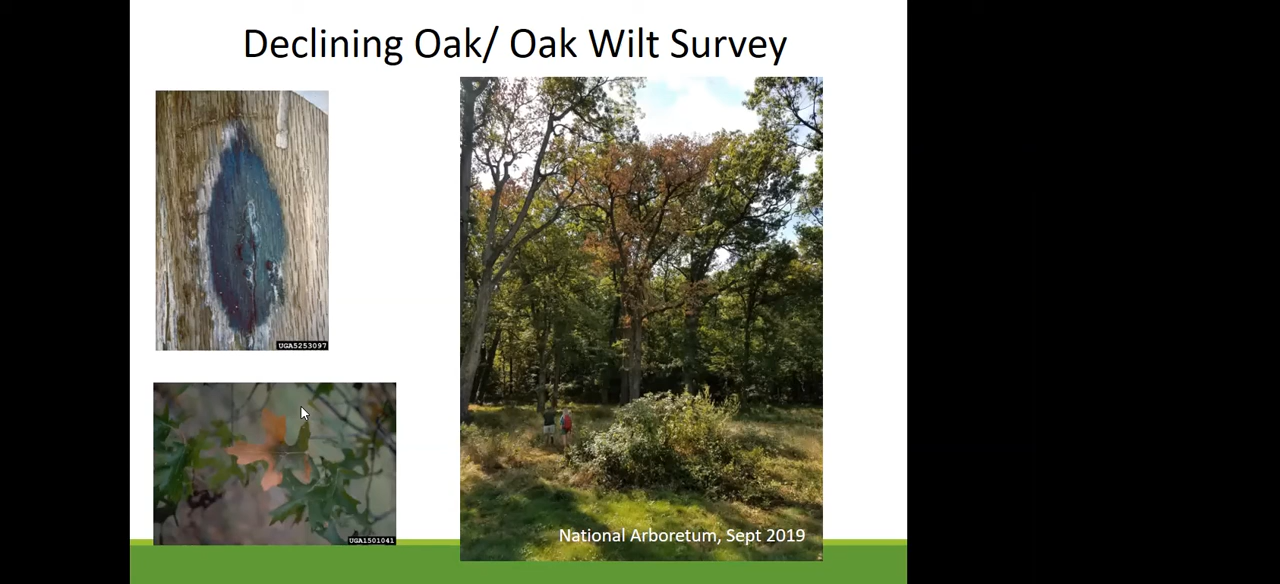 Declining Oak/ Oak Wilt Survey
UGA5253097
UGA1501041
National Arboretum, Sept 2019